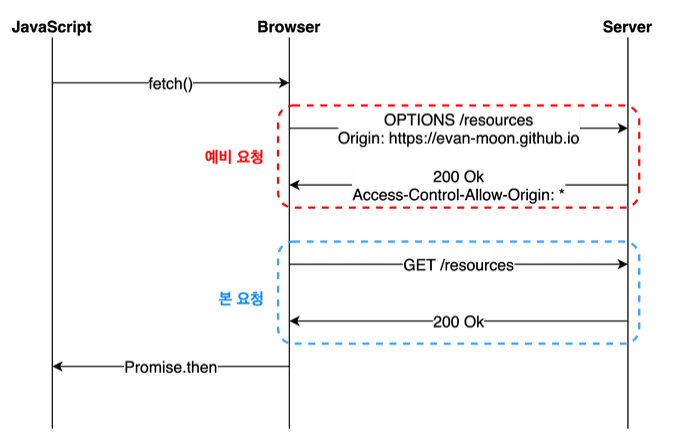 JavaScript
Browser
Server
fetch()
OPTIONS /resources
Origin: https://evan-moon.github.io
예비 요청
200 Ok
Access-Control-Allow-Origin: *
GET /resources
본 요청
200 Ok
Promise.then